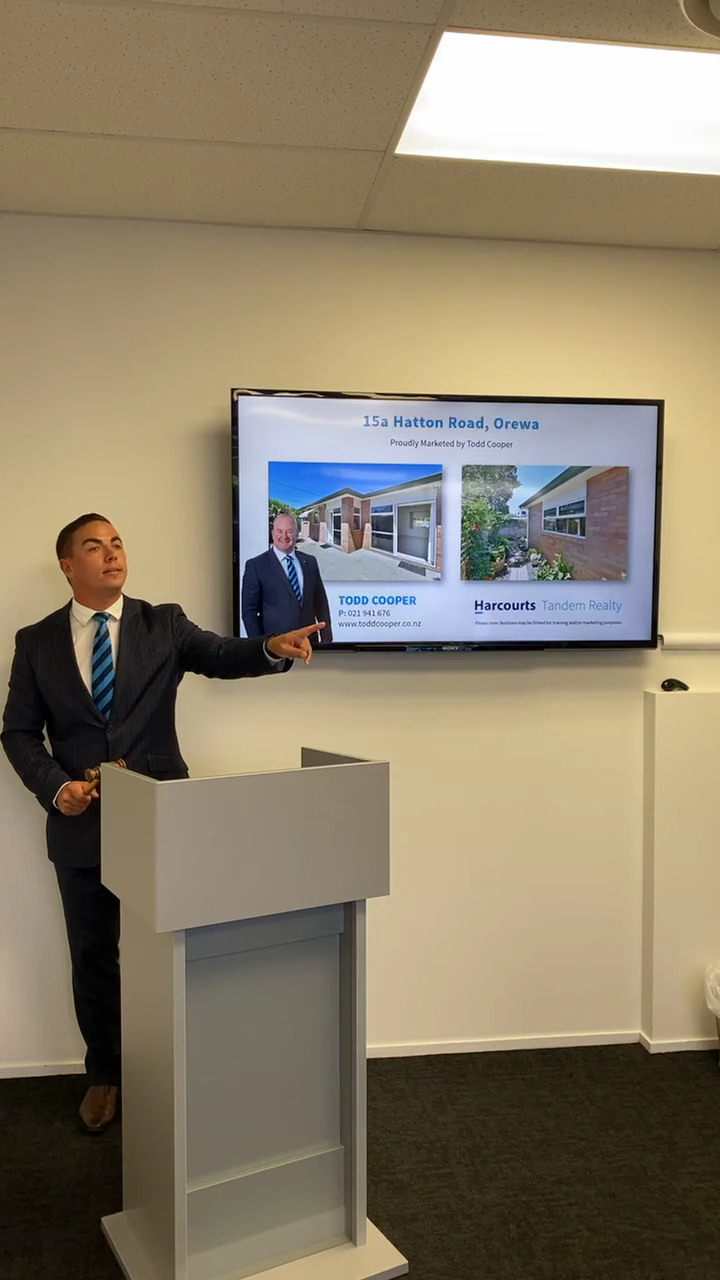 15a Hatton Road, Orewa
Proudly Marketed by Todd Cooper
TODD COOPER
P: 021 941 676
www.toddcooper.co.nz
Harcourts Tandem Realty
Please note: Auctions may be filmed for training and/or marketing purposes
SONY